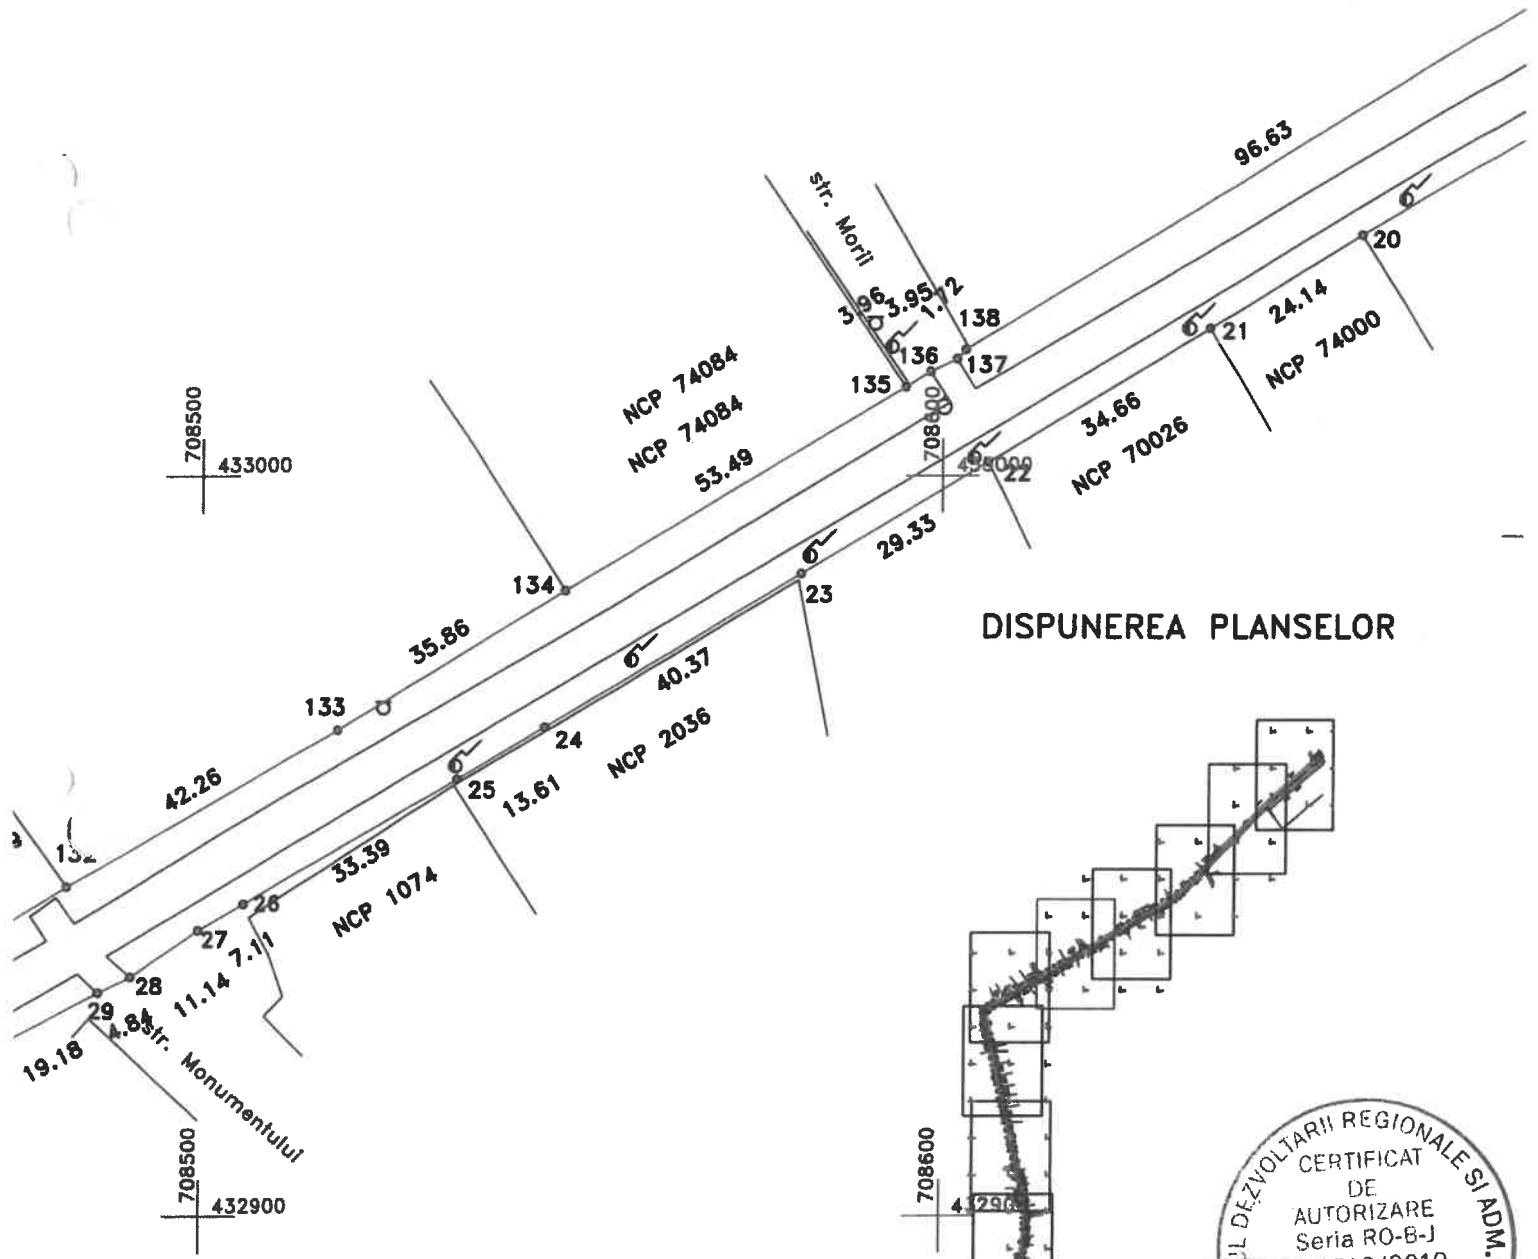 96.63
str. Morii
20
3.96
3.95
1.12
138
24.14
21
136
137
135
NCP 74000
NCP 74084
708500
433000
NCP 74084
708600
34.66
NCP 70026
53.49
22
29.33
134
23
DISPUNEREA PLANSELOR
35.86
40.37
133
24
NCP 2036
42.26
25
13.61
33.39
NCP 1074
26
27
7.11
28
11.14
29
4.84
str. Monumentului
19.18
708500
432900
708600
DEZVOLTARII REGIONALE SI ADM.
CERTIFICAT
DE
AUTORIZARE
Seria RO-B-J